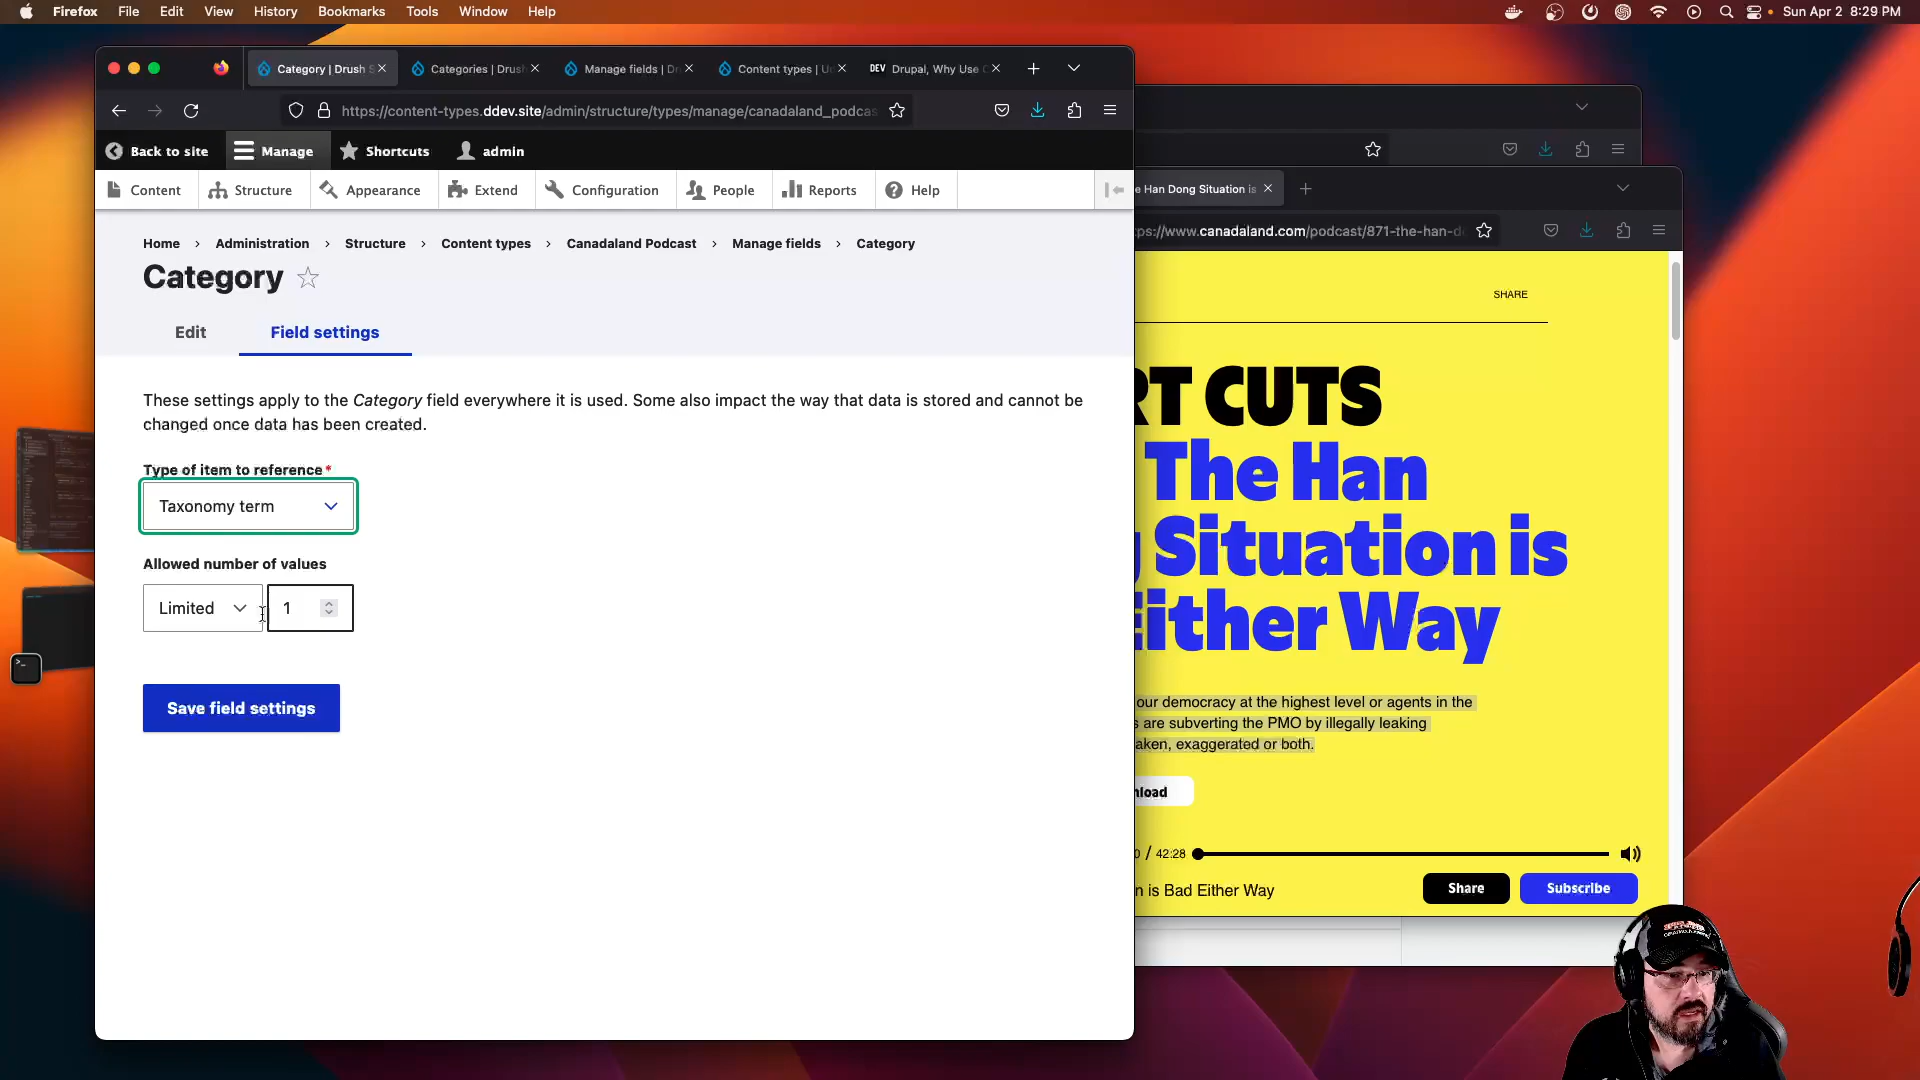 Firefox File Edit View History Bookmarks Tools Window Help
Sun Apr 2 8:29 PM
Category | Drush S
Categories | Drush
Manage fields | Dr
Content types | U
DEV Drupal, Why Use C
https://content-types.ddev.site/admin/structure/types/manage/canadaland_podcas
Back to site Manage Shortcuts admin
Content Structure Appearance Extend Configuration People Reports Help
Home › Administration › Structure › Content types › Canadaland Podcast › Manage fields › Category
Category
Edit Field settings
These settings apply to the Category field everywhere it is used. Some also impact the way that data is stored and cannot be
changed once data has been created.
Type of item to reference*
Taxonomy term
Allowed number of values
Limited 1
Save field settings
e Han Dong Situation is
ps://www.canadaland.com/podcast/871-the-han-d
SHARE
RT CUTS
The Han
g Situation is
Either Way
our democracy at the highest level or agents in the
s are subverting the PMO by illegally leaking
aken, exaggerated or both.
nload
0 / 42:28
n is Bad Either Way
Share Subscribe